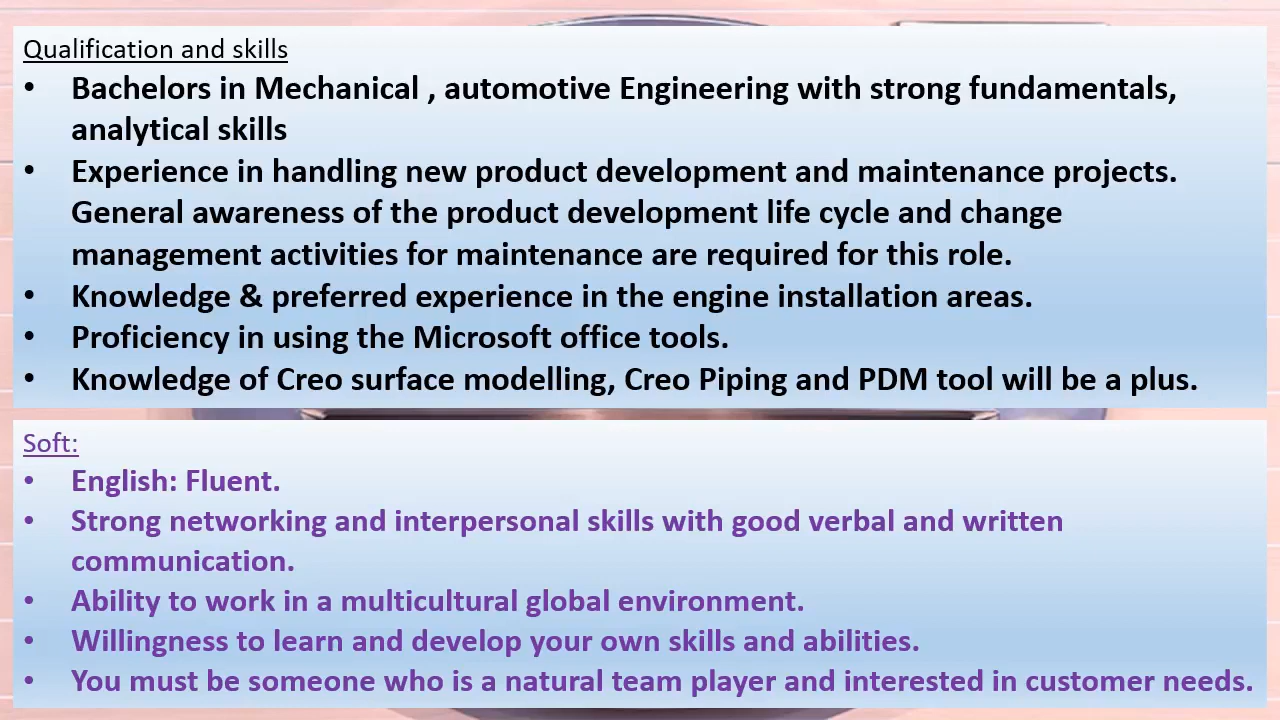 Qualification and skills
• Bachelors in Mechanical , automotive Engineering with strong fundamentals,
analytical skills
• Experience in handling new product development and maintenance projects.
General awareness of the product development life cycle and change
management activities for maintenance are required for this role.
• Knowledge & preferred experience in the engine installation areas.
• Proficiency in using the Microsoft office tools.
• Knowledge of Creo surface modelling, Creo Piping and PDM tool will be a plus.
Soft:
• English: Fluent.
• Strong networking and interpersonal skills with good verbal and written
communication.
• Ability to work in a multicultural global environment.
• Willingness to learn and develop your own skills and abilities.
• You must be someone who is a natural team player and interested in customer needs.